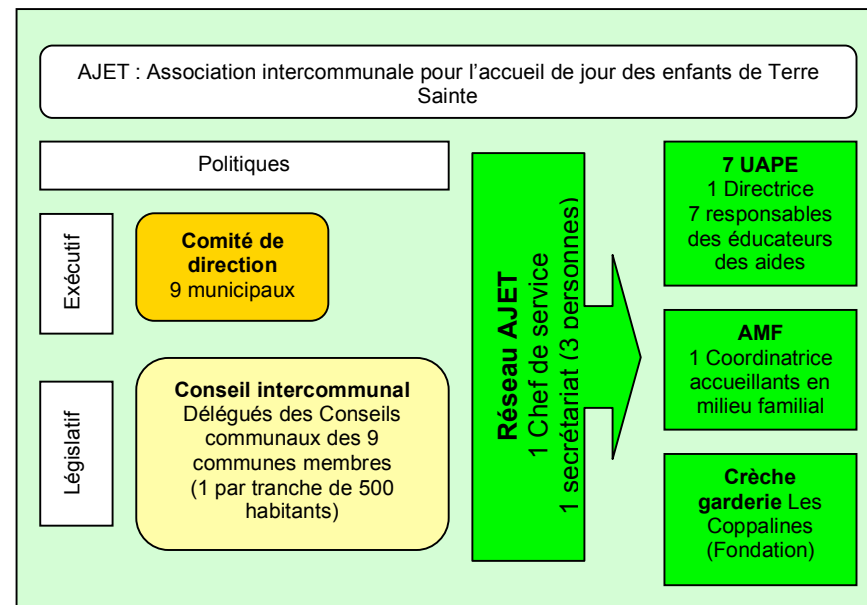 AJET : Association intercommunale pour l'accueil de jour des enfants de Terre
Sainte
Politiques
Exécutif
Comité de
direction
9 municipaux
Législatif
Conseil intercommunal
Délégués des Conseils
communaux des 9
communes membres
(1 par tranche de 500
habitants)
Réseau AJET
1 Chef de service
1 secrétariat (3 personnes)
7 UAPE
1 Directrice
7 responsables
des éducateurs
des aides
AMF
1 Coordinatrice
accueillants en
milieu familial
Crèche
garderie Les
Coppalines
(Fondation)